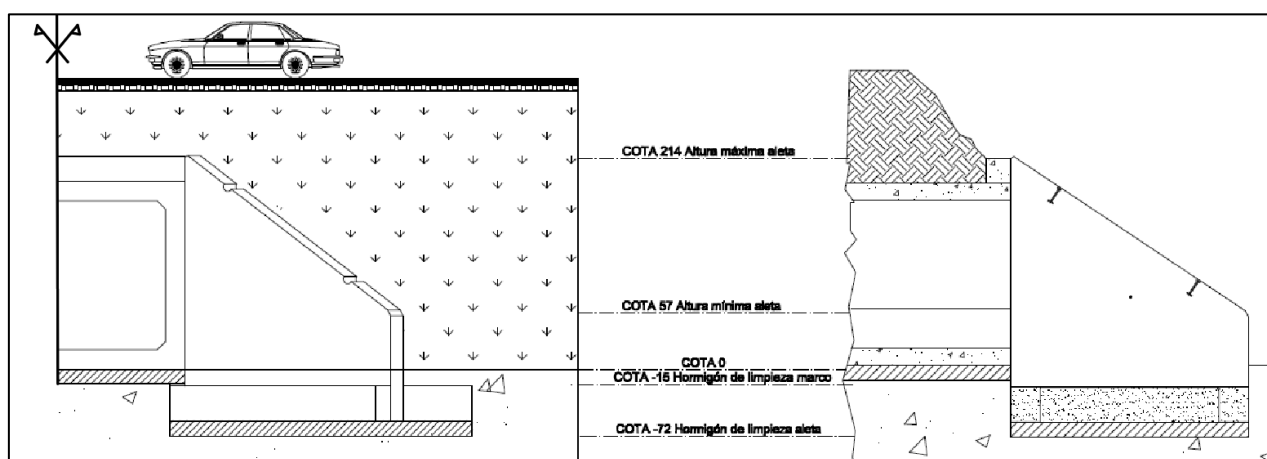 COTA 214 Altura máxima aleta
COTA 57 Altura mínima aleta
COTA 0
COTA -15 Hormigón de limpieza marco
COTA -72 Hormigón de limpieza aleta